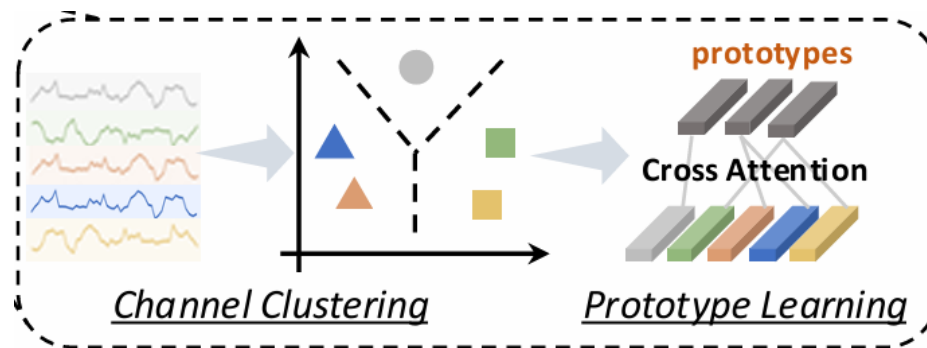 prototypes
Cross Attention
Channel Clustering
Prototype Learning